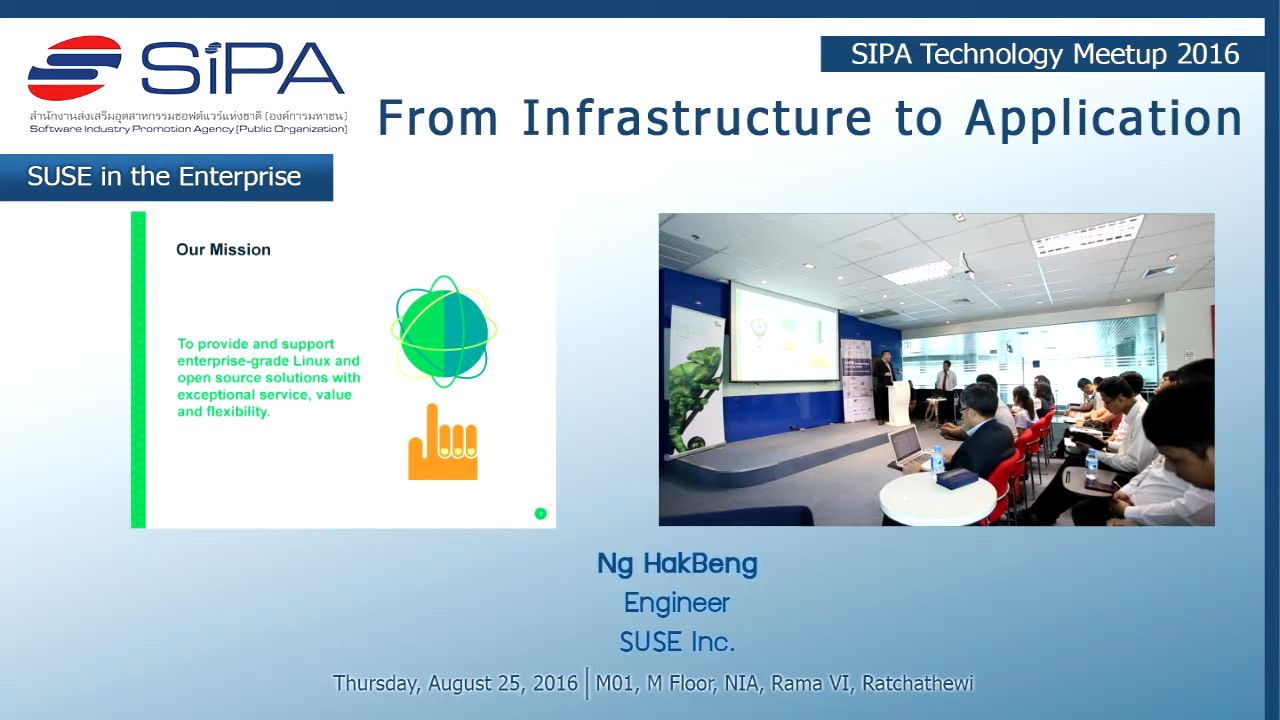 SIPA
สำนักงานส่งเสริมอุตสาหกรรมซอฟต์แวร์แห่งชาติ (องค์การมหาชน)
Software Industry Promotion Agency (Public Organization)
SIPA Technology Meetup 2016
From Infrastructure to Application
SUSE in the Enterprise
Our Mission
To provide and support
enterprise-grade Linux and
open source solutions with
exceptional service, value
and flexibility.
Ng HakBeng
Engineer
SUSE Inc.
Thursday, August 25, 2016 | M01, M Floor, NIA, Rama VI, Ratchathewi